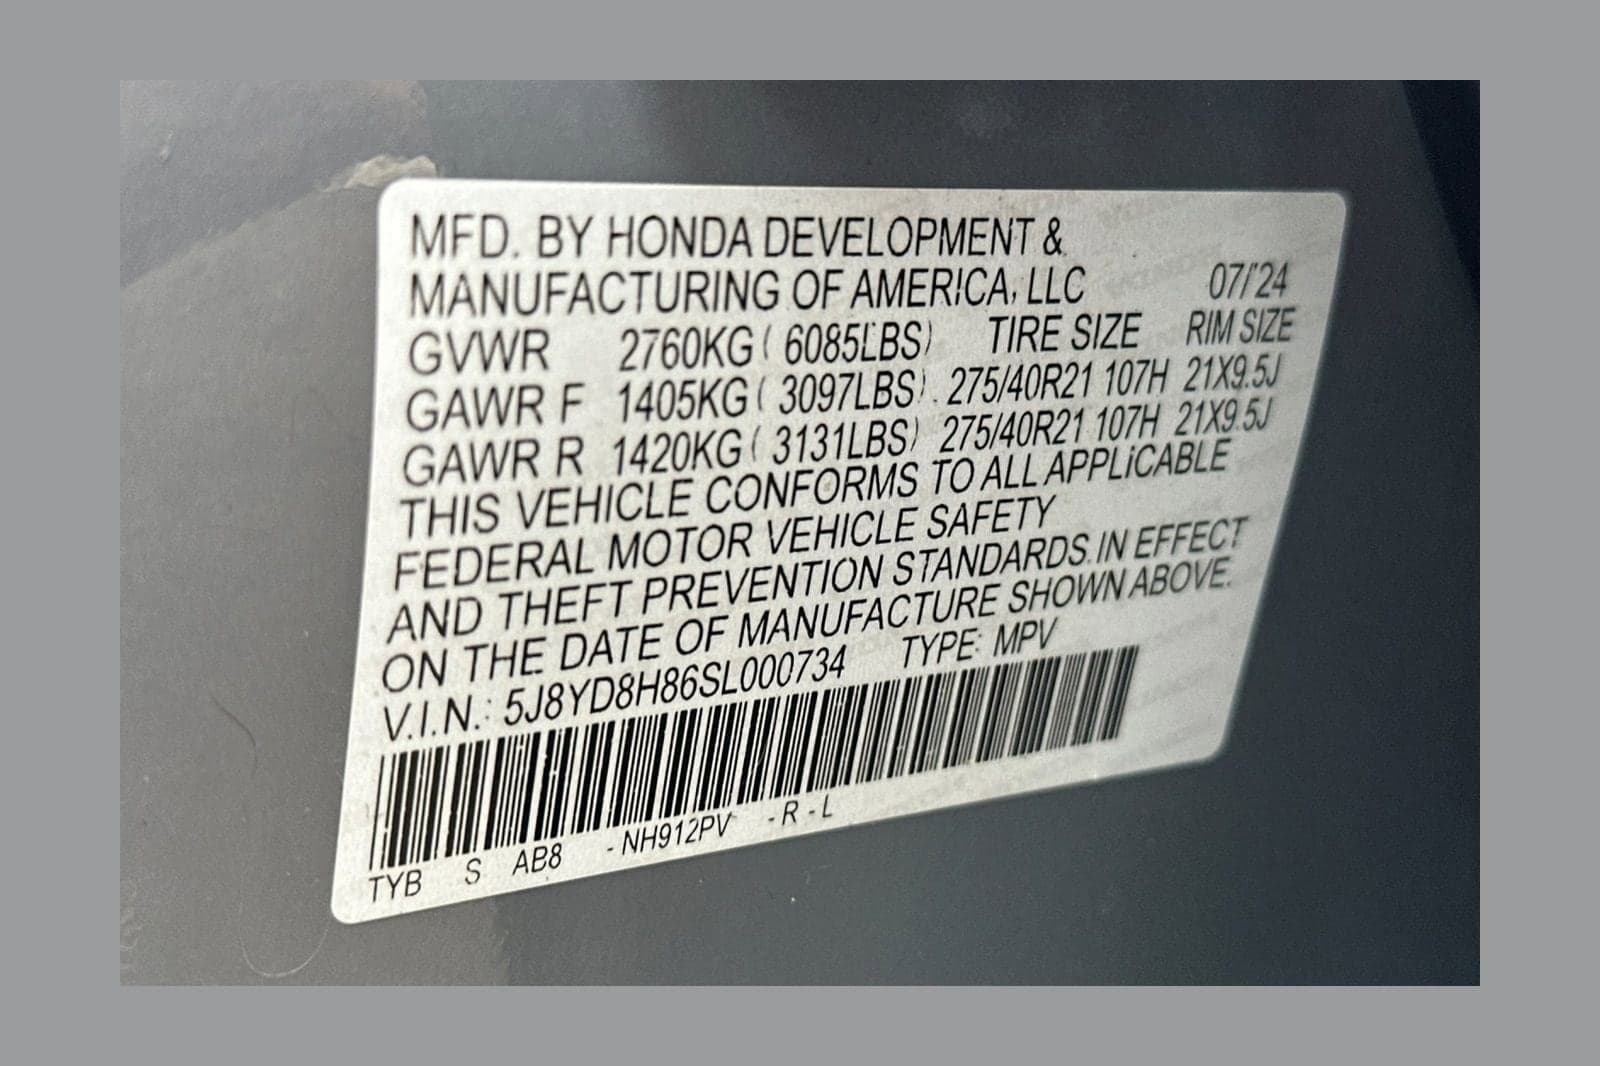 MFD. BY HONDA DEVELOPMENT &
MANUFACTURING OF AMERICA, LLC 07/'24
GVWR 2760KG ( 6085LBS) TIRE SIZE RIM SIZE
GAWR F 1405KG ( 3097LBS) 275/40R21 107H 21X9.5J
GAWR R 1420KG ( 3131LBS) 275/40R21 107H 21X9.5J
THIS VEHICLE CONFORMS TO ALL APPLICABLE
FEDERAL MOTOR VEHICLE SAFETY
AND THEFT PREVENTION STANDARDS IN EFFECT
ON THE DATE OF MANUFACTURE SHOWN ABOVE.
V.I.N.: 5J8YD8H86SL000734 TYPE: MPV
TYB S AB8 -NH912PV -R-L